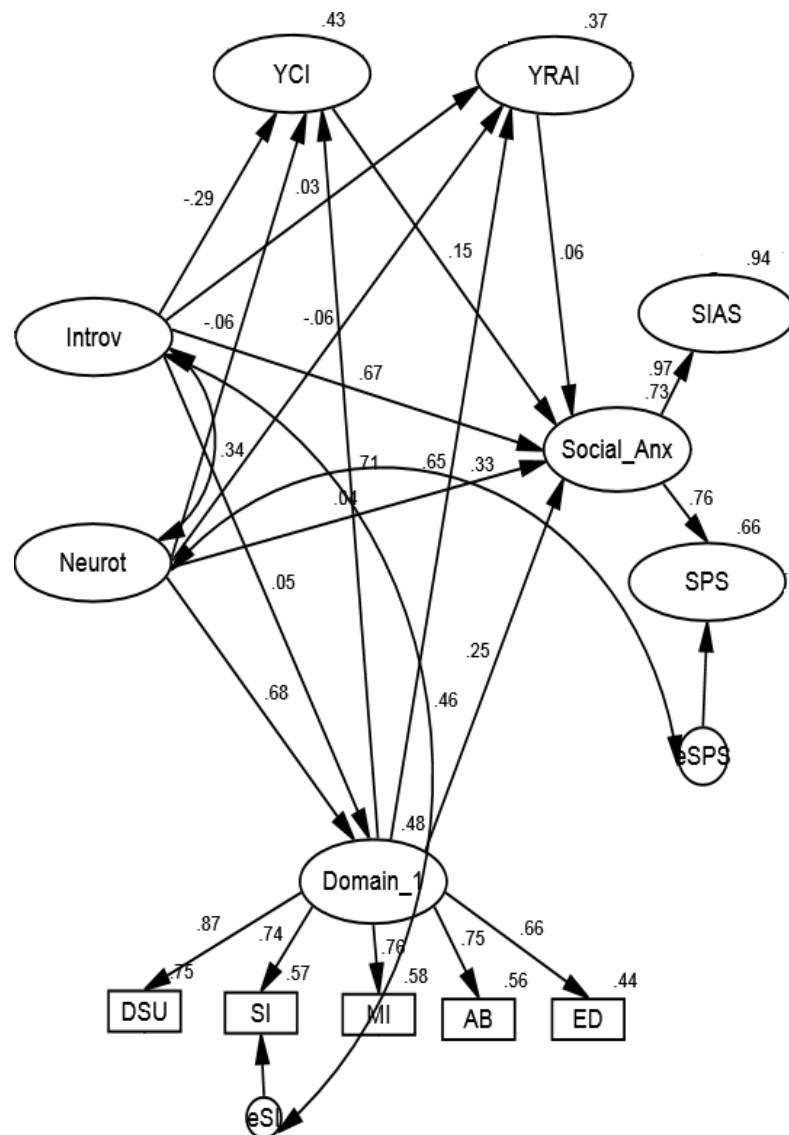 .43
.37
YCI
YRAI
-.29
.03
.15
.06
.94
SIAS
-.06
-.06
Introv
.67
.97
.73
Social_Anx
.34
.71
.65
.33
.04
.76
.66
Neurot
SPS
.05
.25
.68
.46
eSPS
.48
Domain_1
.87
.74
.76
.75
.66
.75
.57
.58
.56
.44
DSU
SI
MI
AB
ED
eSI